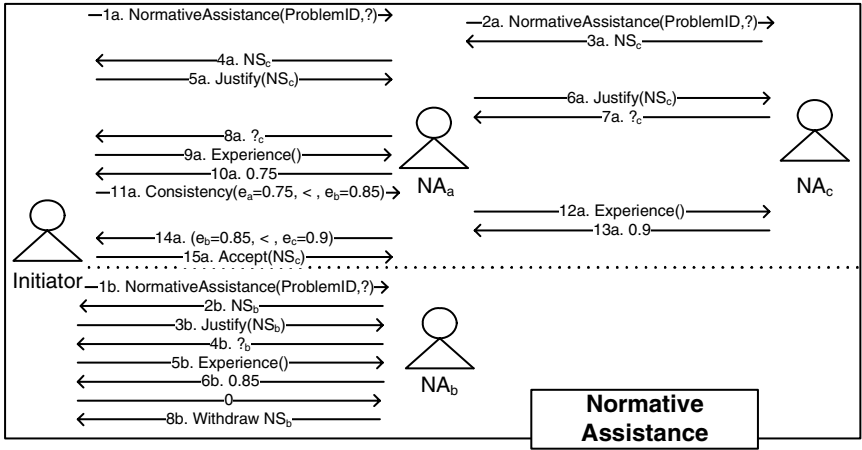 1a. NormativeAssistance(ProblemID,?)
2a. NormativeAssistance(ProblemID,?)
3a. NSc
4a. NSc
5a. Justify(NSc)
6a. Justify(NSc)
7a. ?c
8a. ?c
9a. Experience()
10a. 0.75
11a. Consistency(ea=0.75, < , eb=0.85)
NAa
NAc
12a. Experience()
13a. 0.9
14a. (eb=0.85, < , ec=0.9)
15a. Accept(NSc)
Initiator
1b. NormativeAssistance(ProblemID,?)
2b. NSb
3b. Justify(NSb)
4b. ?b
5b. Experience()
6b. 0.85
0
8b. Withdraw NSb
NAb
Normative
Assistance